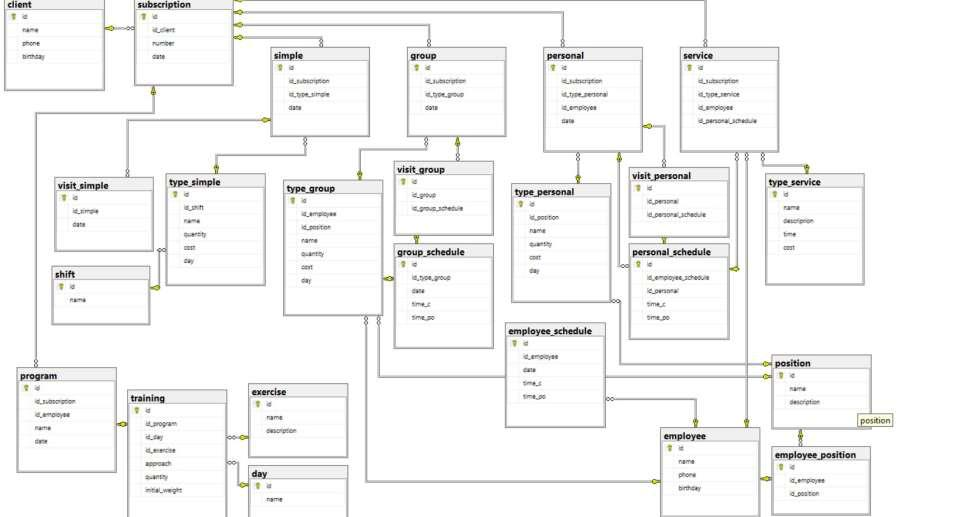 client
id
name
phone
birthday
subscription
id
id_client
number
date
simple
id
id_subscription
id_type_simple
date
group
id
id_subscription
id_type_group
date
personal
id
id_subscription
id_type_personal
id_employee
date
service
id
id_subscription
id_type_service
id_employee
id_personal_schedule
visit_simple
id
id_simple
date
type_simple
id
id_shift
name
quantity
cost
day
type_group
id
id_employee
id_position
name
quantity
cost
day
visit_group
id
id_group
id_group_schedule
type_personal
id
id_position
name
quantity
cost
day
visit_personal
id
id_personal
id_personal_schedule
type_service
id
name
description
time
cost
shift
id
name
group_schedule
id
id_type_group
date
time_c
time_po
personal_schedule
id
id_employee_schedule
id_personal
time_c
time_po
employee_schedule
id
id_employee
date
time_c
time_po
position
id
name
description
position
program
id
id_subscription
id_employee
name
date
training
id
id_program
id_day
id_exercise
approach
quantity
initial_weight
exercise
id
name
description
day
id
name
employee
id
name
phone
birthday
employee_position
id
id_employee
id_position